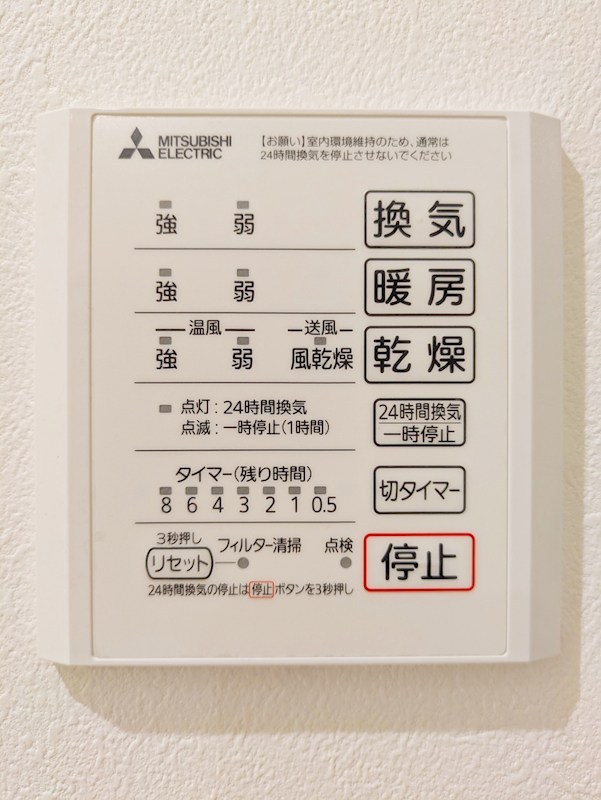 MITSUBISHI
ELECTRIC
【お願い】室内環境維持のため、通常は
24時間換気を停止させないでください
強 弱 換気
強 弱 暖房
温風 送風
強 弱 風乾燥 乾燥
点灯:24時間換気
点滅:一時停止(1時間)
24時間換気
一時停止
タイマー(残り時間)
8 6 4 3 2 1 0.5
切タイマー
3秒押し
リセット フィルター清掃 点検
停止
24時間換気の停止は停止ボタンを3秒押し